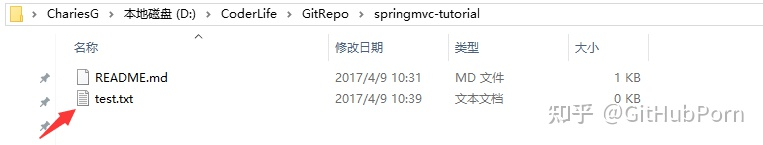 ChariesG > 本地磁盘 (D:) > CoderLife > GitRepo > springmvc-tutorial
名称 修改日期 类型 大小
README.md 2017/4/9 10:31 MD 文件 1 KB
test.txt 2017/4/9 10:39 文本文档 0 KB
知乎 @GitHubPorn